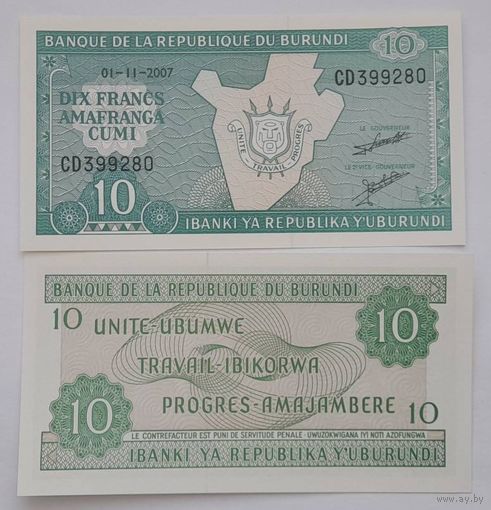 BANQUE DE LA REPUBLIQUE DU BURUNDI 10
01-11-2007 CD399280
DIX FRANCS
AMAFRANGA
CUMI
CD399280
UNITE TRAVAIL PROGRES
LE GOUVERNEUR
LE 2e VICE-GOUVERNEUR
10 IBANKI YA REPUBLIKA Y'UBURUNDI
BANQUE DE LA REPUBLIQUE DU BURUNDI
10 UNITE-UBUMWE 10
TRAVAIL-IBIKORWA
10 PROGRES-AMAJAMBERE 10
LE CONTREFACTEUR EST PUNI DE SERVITUDE PENALE-UWUZOKWIGANA IYI NOTI AZOFUNGWA
IBANKI YA REPUBLIKA Y'UBURUNDI
www.ay.by